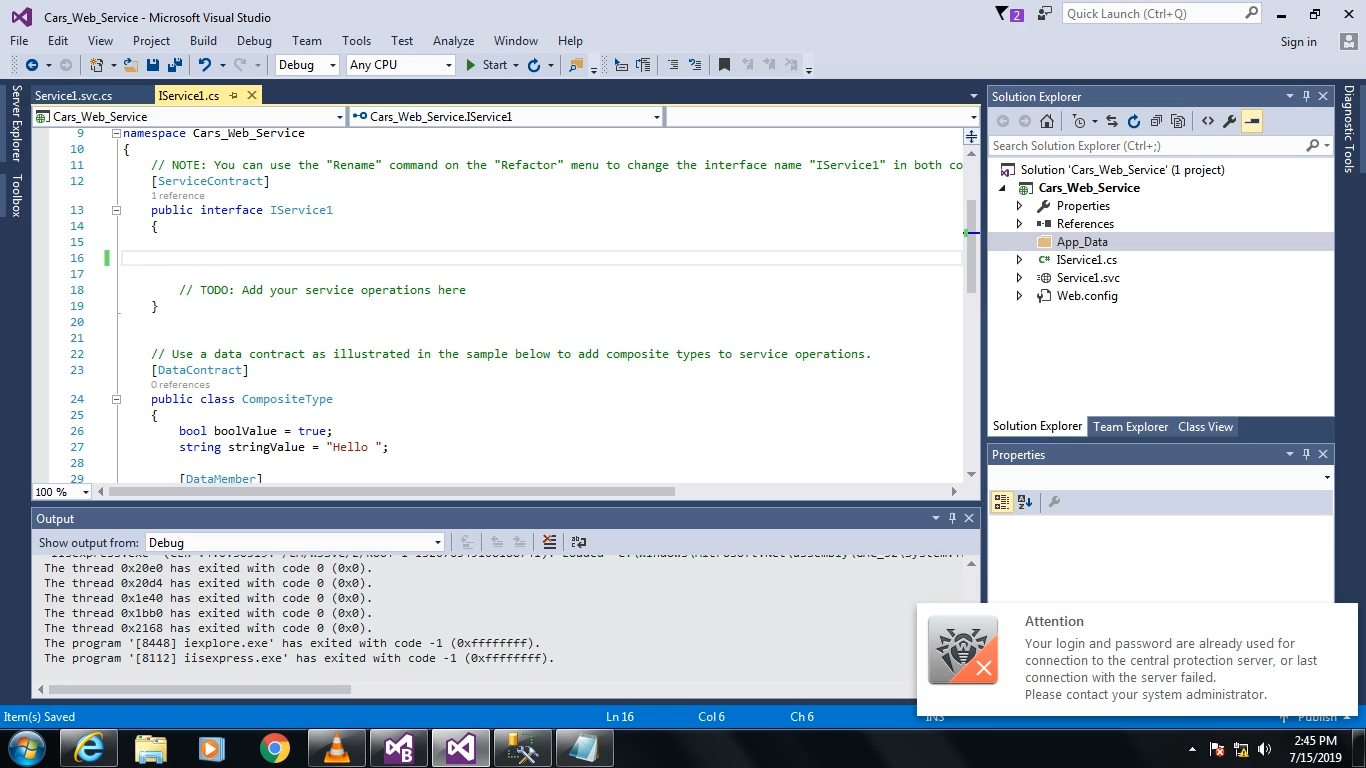 Cars_Web_Service - Microsoft Visual Studio
2
Quick Launch (Ctrl+Q)
File Edit View Project Build Debug Team Tools Test Analyze Window Help
Sign in
Debug Any CPU Start
Server Explorer
Toolbox
Service1.svc.cs IService1.cs
Cars_Web_Service Cars_Web_Service.IService1
9 namespace Cars_Web_Service
10 {
11 // NOTE: You can use the "Rename" command on the "Refactor" menu to change the interface name "IService1" in both co
12 [ServiceContract]
1 reference
13 public interface IService1
14 {
15
16
17
18 // TODO: Add your service operations here
19 }
20
21
22 // Use a data contract as illustrated in the sample below to add composite types to service operations.
23 [DataContract]
0 references
24 public class CompositeType
25 {
26 bool boolValue = true;
27 string stringValue = "Hello ";
28
29 [DataMember]
100 %
Output
Show output from: Debug
The thread 0x20e0 has exited with code 0 (0x0).
The thread 0x20d4 has exited with code 0 (0x0).
The thread 0x1e40 has exited with code 0 (0x0).
The thread 0x1bb0 has exited with code 0 (0x0).
The thread 0x2168 has exited with code 0 (0x0).
The program '[8448] iexplore.exe' has exited with code -1 (0xffffffff).
The program '[8112] iisexpress.exe' has exited with code -1 (0xffffffff).
Solution Explorer
Search Solution Explorer (Ctrl+;)
Solution 'Cars_Web_Service' (1 project)
Cars_Web_Service
Properties
References
App_Data
C# IService1.cs
Service1.svc
Web.config
Solution Explorer Team Explorer Class View
Properties
Diagnostic Tools
Attention
Your login and password are already used for
connection to the central protection server, or last
connection with the server failed.
Please contact your system administrator.
Item(s) Saved Ln 16 Col 6 Ch 6 INS Publish
2:45 PM
7/15/2019